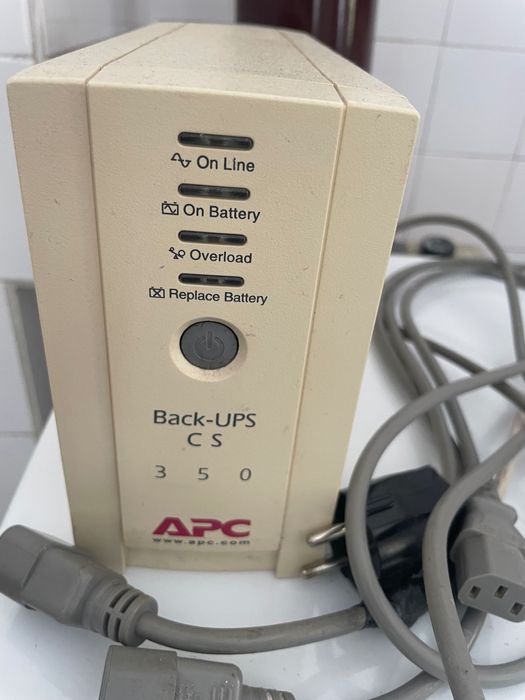 On Line
On Battery
Overload
Replace Battery
Back-UPS
CS
350
APC
www.apc.com